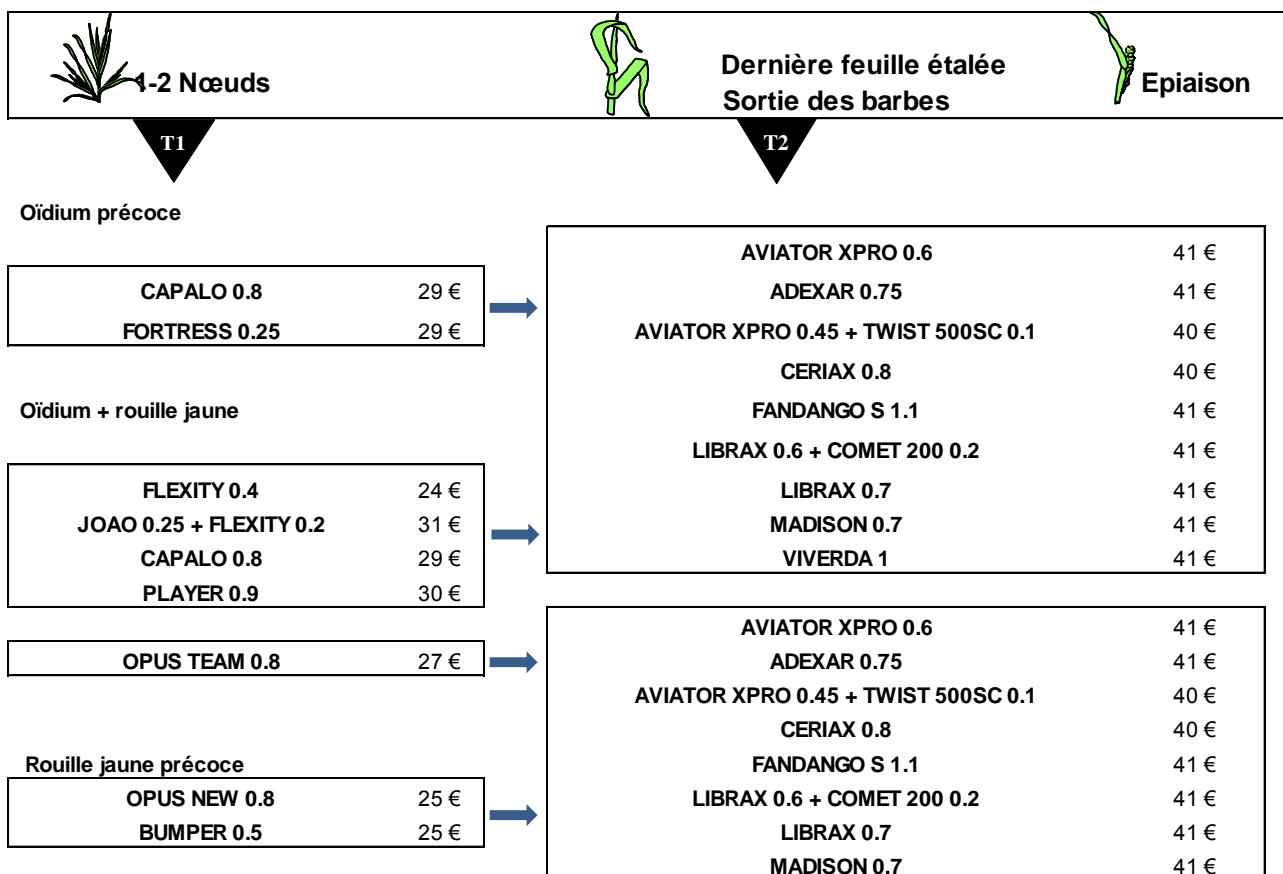 1-2 Nœuds
Dernière feuille étalée
Sortie des barbes
Epiaison
T1
T2
Oïdium précoce
CAPALO 0.8 29 €
FORTRESS 0.25 29 €
Oïdium + rouille jaune
FLEXITY 0.4 24 €
JOAO 0.25 + FLEXITY 0.2 31 €
CAPALO 0.8 29 €
PLAYER 0.9 30 €
AVIATOR XPRO 0.6 41 €
ADEXAR 0.75 41 €
AVIATOR XPRO 0.45 + TWIST 500SC 0.1 40 €
CERIAX 0.8 40 €
FANDANGO S 1.1 41 €
LIBRAX 0.6 + COMET 200 0.2 41 €
LIBRAX 0.7 41 €
MADISON 0.7 41 €
VIVERDA 1 41 €
OPUS TEAM 0.8 27 €
Rouille jaune précoce
OPUS NEW 0.8 25 €
BUMPER 0.5 25 €
AVIATOR XPRO 0.6 41 €
ADEXAR 0.75 41 €
AVIATOR XPRO 0.45 + TWIST 500SC 0.1 40 €
CERIAX 0.8 40 €
FANDANGO S 1.1 41 €
LIBRAX 0.6 + COMET 200 0.2 41 €
LIBRAX 0.7 41 €
MADISON 0.7 41 €